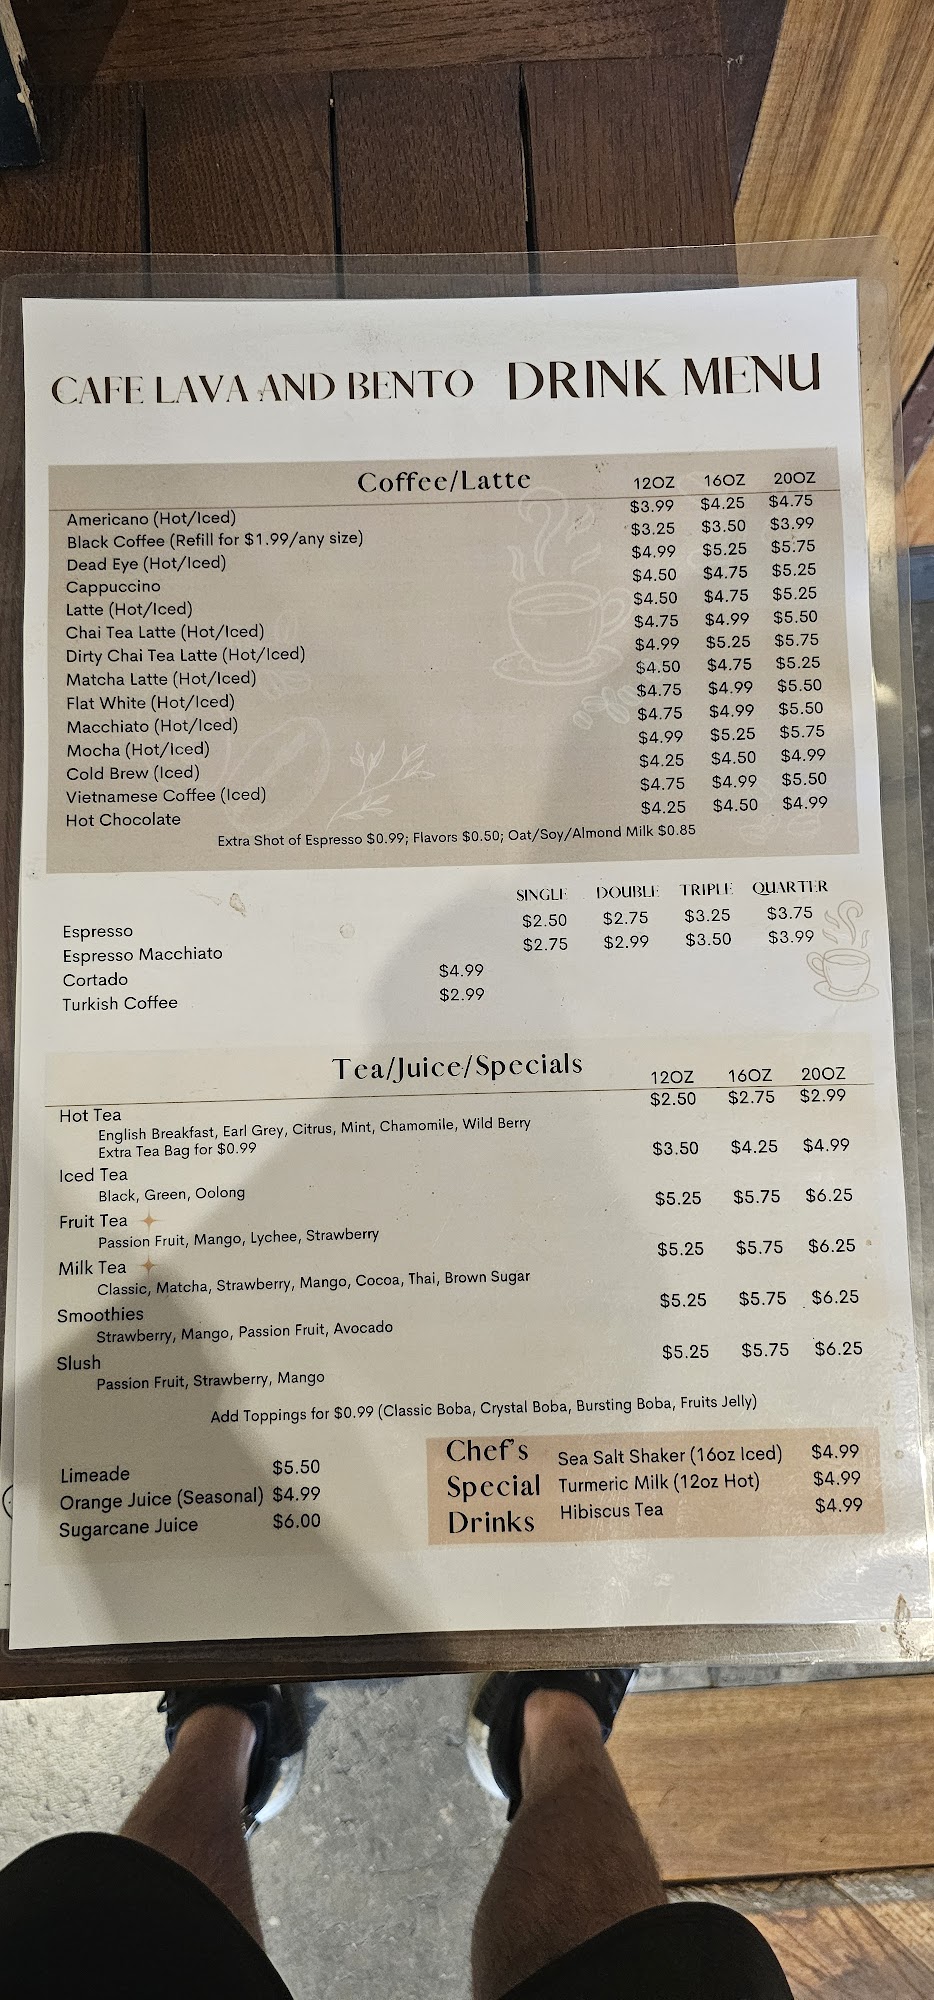 CAFE LAVA AND BENTO DRINK MENU
Coffee/Latte 12OZ 16OZ 20OZ
Americano (Hot/Iced) $3.99 $4.25 $4.75
Black Coffee (Refill for $1.99/any size) $3.25 $3.50 $3.99
Dead Eye (Hot/Iced) $4.99 $5.25 $5.75
Cappuccino $4.50 $4.75 $5.25
Latte (Hot/Iced) $4.50 $4.75 $5.25
Chai Tea Latte (Hot/Iced) $4.75 $4.99 $5.50
Dirty Chai Tea Latte (Hot/Iced) $4.99 $5.25 $5.75
Matcha Latte (Hot/Iced) $4.50 $4.75 $5.25
Flat White (Hot/Iced) $4.75 $4.99 $5.50
Macchiato (Hot/Iced) $4.75 $4.99 $5.50
Mocha (Hot/Iced) $4.99 $5.25 $5.75
Cold Brew (Iced) $4.25 $4.50 $4.99
Vietnamese Coffee (Iced) $4.75 $4.99 $5.50
Hot Chocolate $4.25 $4.50 $4.99
Extra Shot of Espresso $0.99; Flavors $0.50; Oat/Soy/Almond Milk $0.85
SINGLE DOUBLE TRIPLE QUARTER
Espresso $2.50 $2.75 $3.25 $3.75
Espresso Macchiato $2.75 $2.99 $3.50 $3.99
Cortado $4.99
Turkish Coffee $2.99
Tea/Juice/Specials 12OZ 16OZ 20OZ
Hot Tea $2.50 $2.75 $2.99
English Breakfast, Earl Grey, Citrus, Mint, Chamomile, Wild Berry
Extra Tea Bag for $0.99
Iced Tea $3.50 $4.25 $4.99
Black, Green, Oolong
Fruit Tea $5.25 $5.75 $6.25
Passion Fruit, Mango, Lychee, Strawberry
Milk Tea $5.25 $5.75 $6.25
Classic, Matcha, Strawberry, Mango, Cocoa, Thai, Brown Sugar
Smoothies $5.25 $5.75 $6.25
Strawberry, Mango, Passion Fruit, Avocado
Slush $5.25 $5.75 $6.25
Passion Fruit, Strawberry, Mango
Add Toppings for $0.99 (Classic Boba, Crystal Boba, Bursting Boba, Fruits Jelly)
Limeade $5.50
Orange Juice (Seasonal) $4.99
Sugarcane Juice $6.00
Chef's
Special
Drinks
Sea Salt Shaker (16oz Iced) $4.99
Turmeric Milk (12oz Hot) $4.99
Hibiscus Tea $4.99